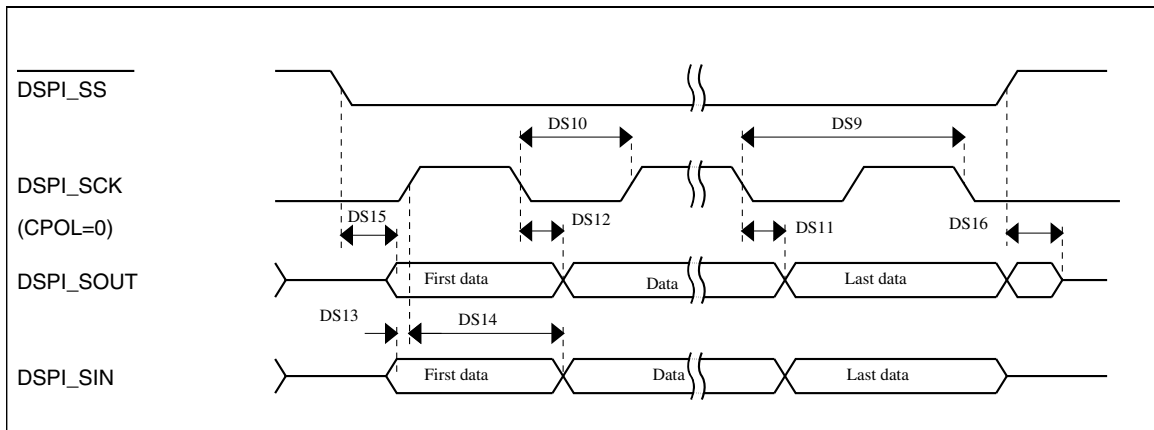 DSPI_SS
DS10
DS9
DSPI_SCK
(CPOL=0)
DS15
DS12
DS11
DS16
DSPI_SOUT
First data
Data
Last data
DS13
DS14
DSPI_SIN
First data
Data
Last data